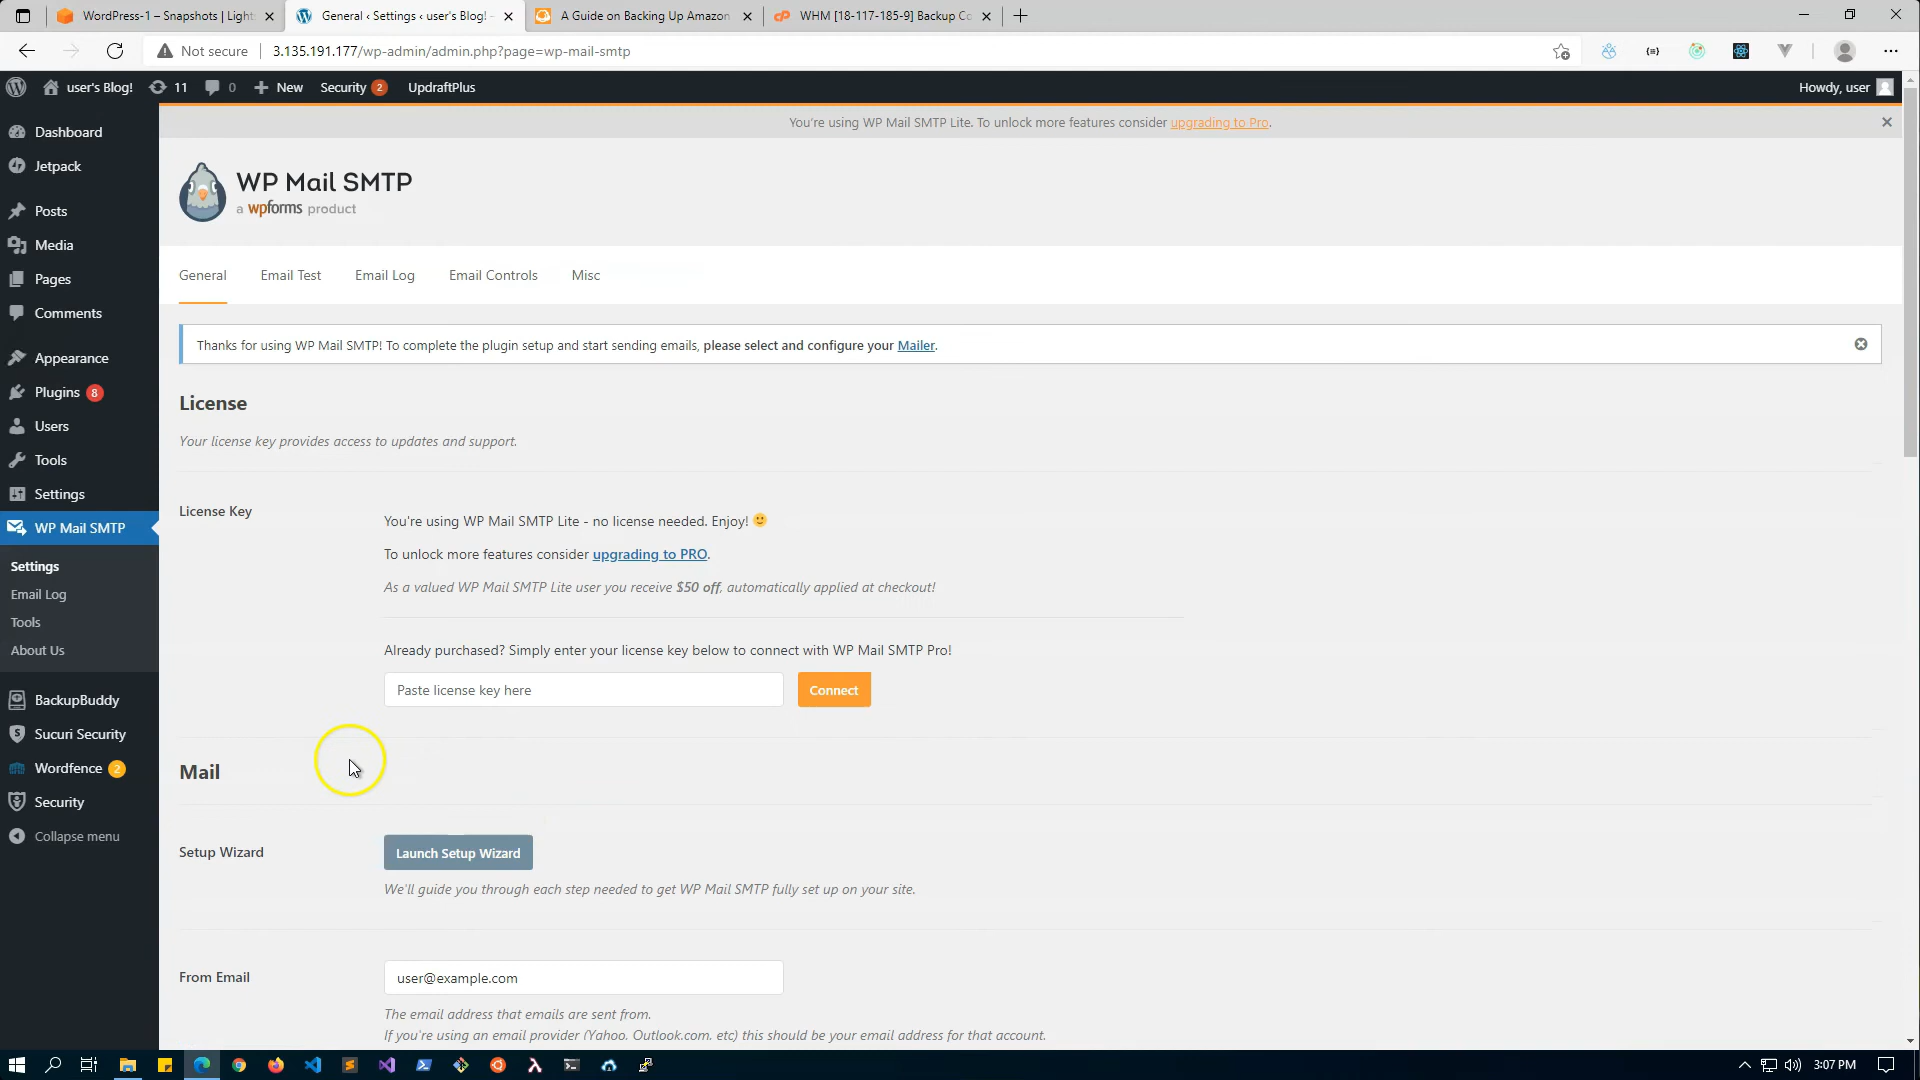 WordPress-1 – Snapshots | Light
General ‹ Settings ‹ user's Blog! –
A Guide on Backing Up Amazon
WHM [18-117-185-9] Backup Co
Not secure
3.135.191.177/wp-admin/admin.php?page=wp-mail-smtp
user's Blog!
11
0
New
Security 2
UpdraftPlus
Howdy, user
Dashboard
Jetpack
Posts
Media
Pages
Comments
Appearance
Plugins 8
Users
Tools
Settings
WP Mail SMTP
Settings
Email Log
Tools
About Us
BackupBuddy
Sucuri Security
Wordfence 2
Security
Collapse menu
You're using WP Mail SMTP Lite. To unlock more features consider upgrading to Pro.
WP Mail SMTP
a wpforms product
General
Email Test
Email Log
Email Controls
Misc
Thanks for using WP Mail SMTP! To complete the plugin setup and start sending emails, please select and configure your Mailer.
License
Your license key provides access to updates and support.
License Key
You're using WP Mail SMTP Lite - no license needed. Enjoy! 🙂
To unlock more features consider upgrading to PRO.
As a valued WP Mail SMTP Lite user you receive $50 off, automatically applied at checkout!
Already purchased? Simply enter your license key below to connect with WP Mail SMTP Pro!
Paste license key here
Connect
Mail
Setup Wizard
Launch Setup Wizard
We'll guide you through each step needed to get WP Mail SMTP fully set up on your site.
From Email
user@example.com
The email address that emails are sent from.
If you're using an email provider (Yahoo, Outlook.com, etc) this should be your email address for that account.
3:07 PM